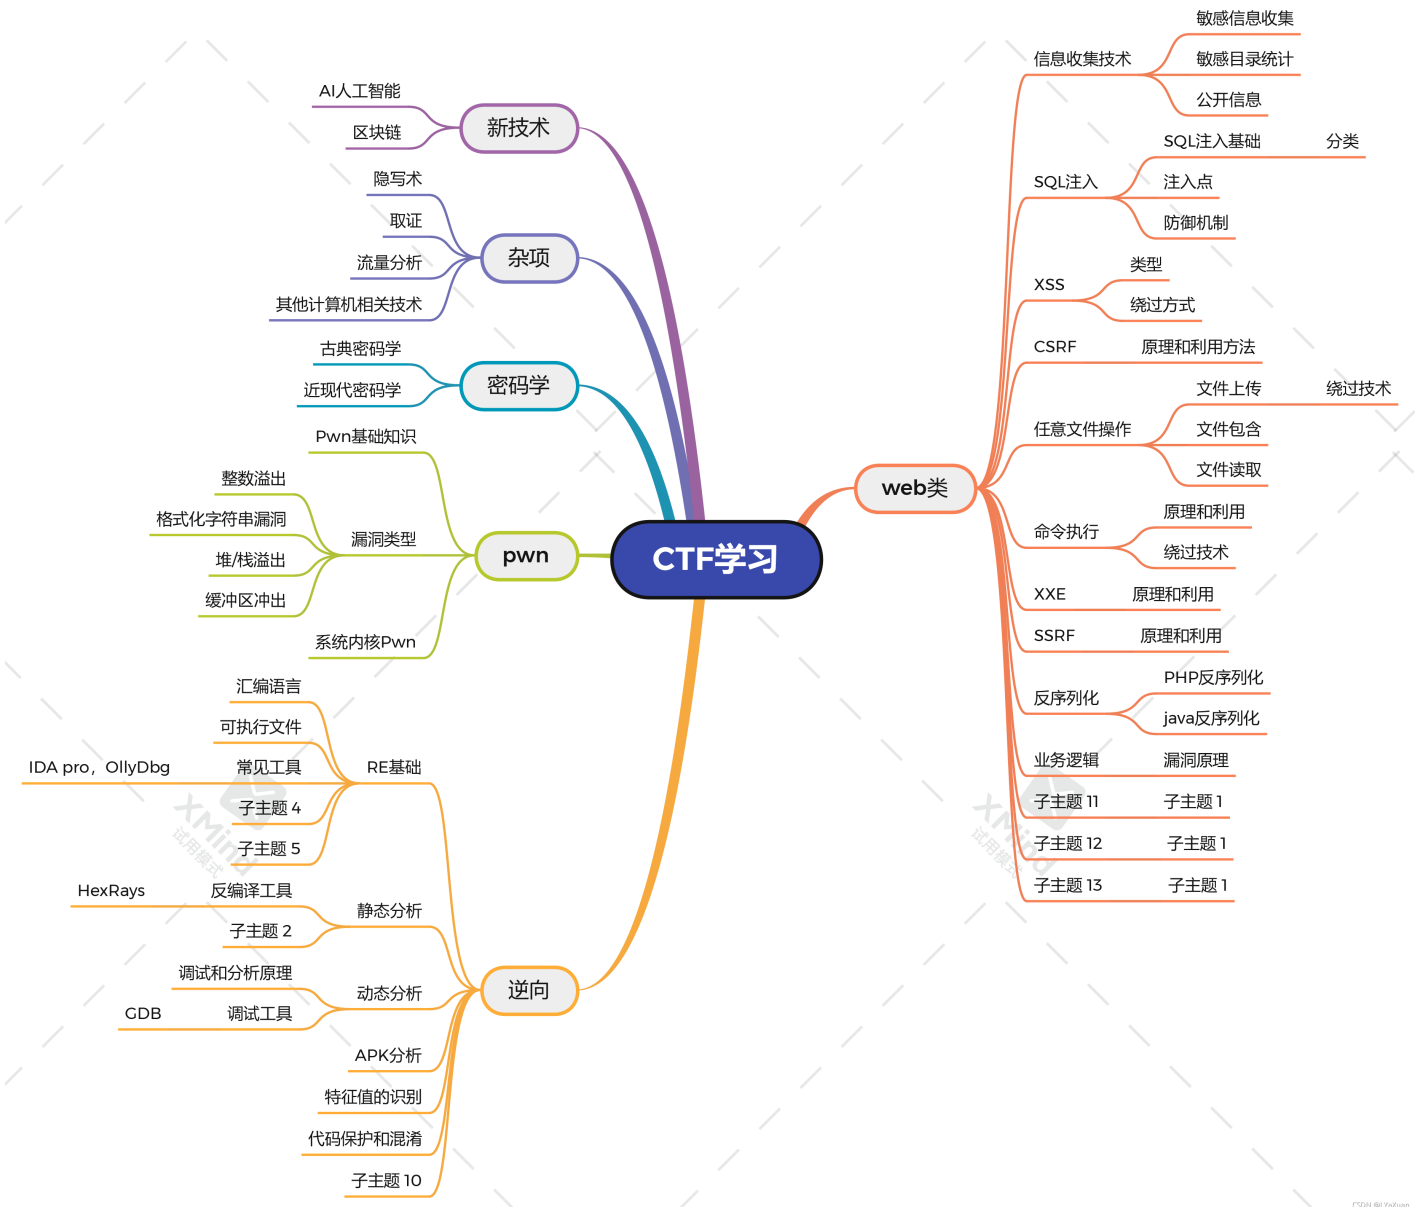 CTF学习
web类
信息收集技术
敏感信息收集
敏感目录统计
公开信息
SQL注入
SQL注入基础
分类
注入点
防御机制
XSS
类型
绕过方式
CSRF
原理和利用方法
任意文件操作
文件上传
绕过技术
文件包含
文件读取
命令执行
原理和利用
绕过技术
XXE
原理和利用
SSRF
原理和利用
反序列化
PHP反序列化
java反序列化
业务逻辑
漏洞原理
子主题 11
子主题 1
子主题 12
子主题 1
子主题 13
子主题 1
新技术
AI人工智能
区块链
杂项
隐写术
取证
流量分析
其他计算机相关技术
密码学
古典密码学
近现代密码学
pwn
Pwn基础知识
漏洞类型
整数溢出
格式化字符串漏洞
堆/栈溢出
缓冲区冲出
系统内核Pwn
逆向
RE基础
汇编语言
可执行文件
常见工具
IDA pro，OllyDbg
子主题 4
子主题 5
静态分析
反编译工具
HexRays
子主题 2
动态分析
调试和分析原理
调试工具
GDB
APK分析
特征值的识别
代码保护和混淆
子主题 10
XMind
试用模式
XMind
试用模式
CSDN @LYaXuan